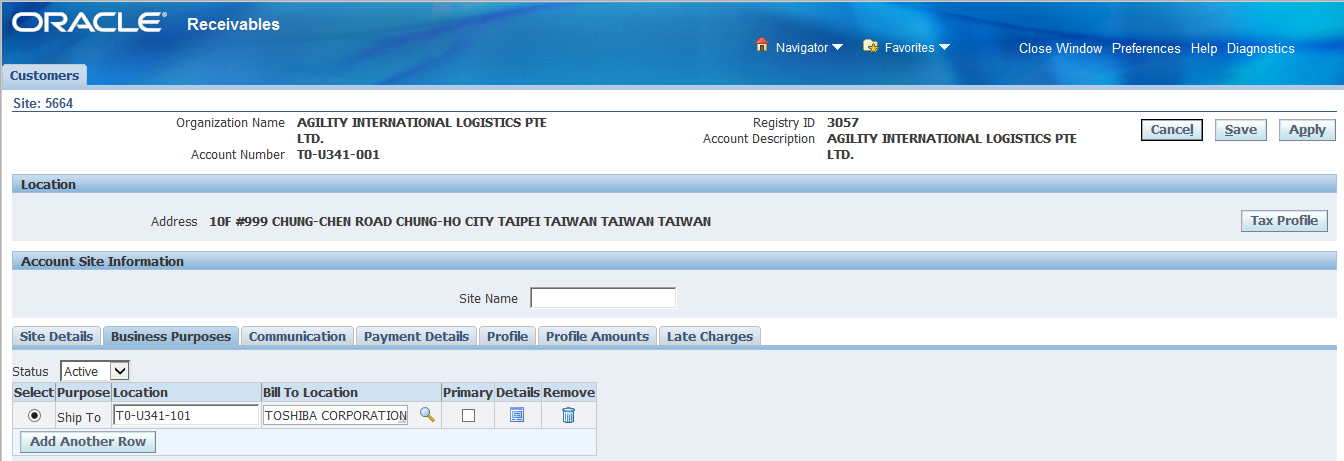 ORACLE® Receivables
Navigator Favorites Close Window Preferences Help Diagnostics
Customers
Site: 5664
Organization Name AGILITY INTERNATIONAL LOGISTICS PTE
LTD.
Account Number T0-U341-001
Registry ID 3057
Account Description AGILITY INTERNATIONAL LOGISTICS PTE
LTD.
Cancel Save Apply
Location
Address 10F #999 CHUNG-CHEN ROAD CHUNG-HO CITY TAIPEI TAIWAN TAIWAN TAIWAN
Tax Profile
Account Site Information
Site Name
Site Details Business Purposes Communication Payment Details Profile Profile Amounts Late Charges
Status Active
Select Purpose Location Bill To Location Primary Details Remove
Ship To T0-U341-101 TOSHIBA CORPORATION
Add Another Row